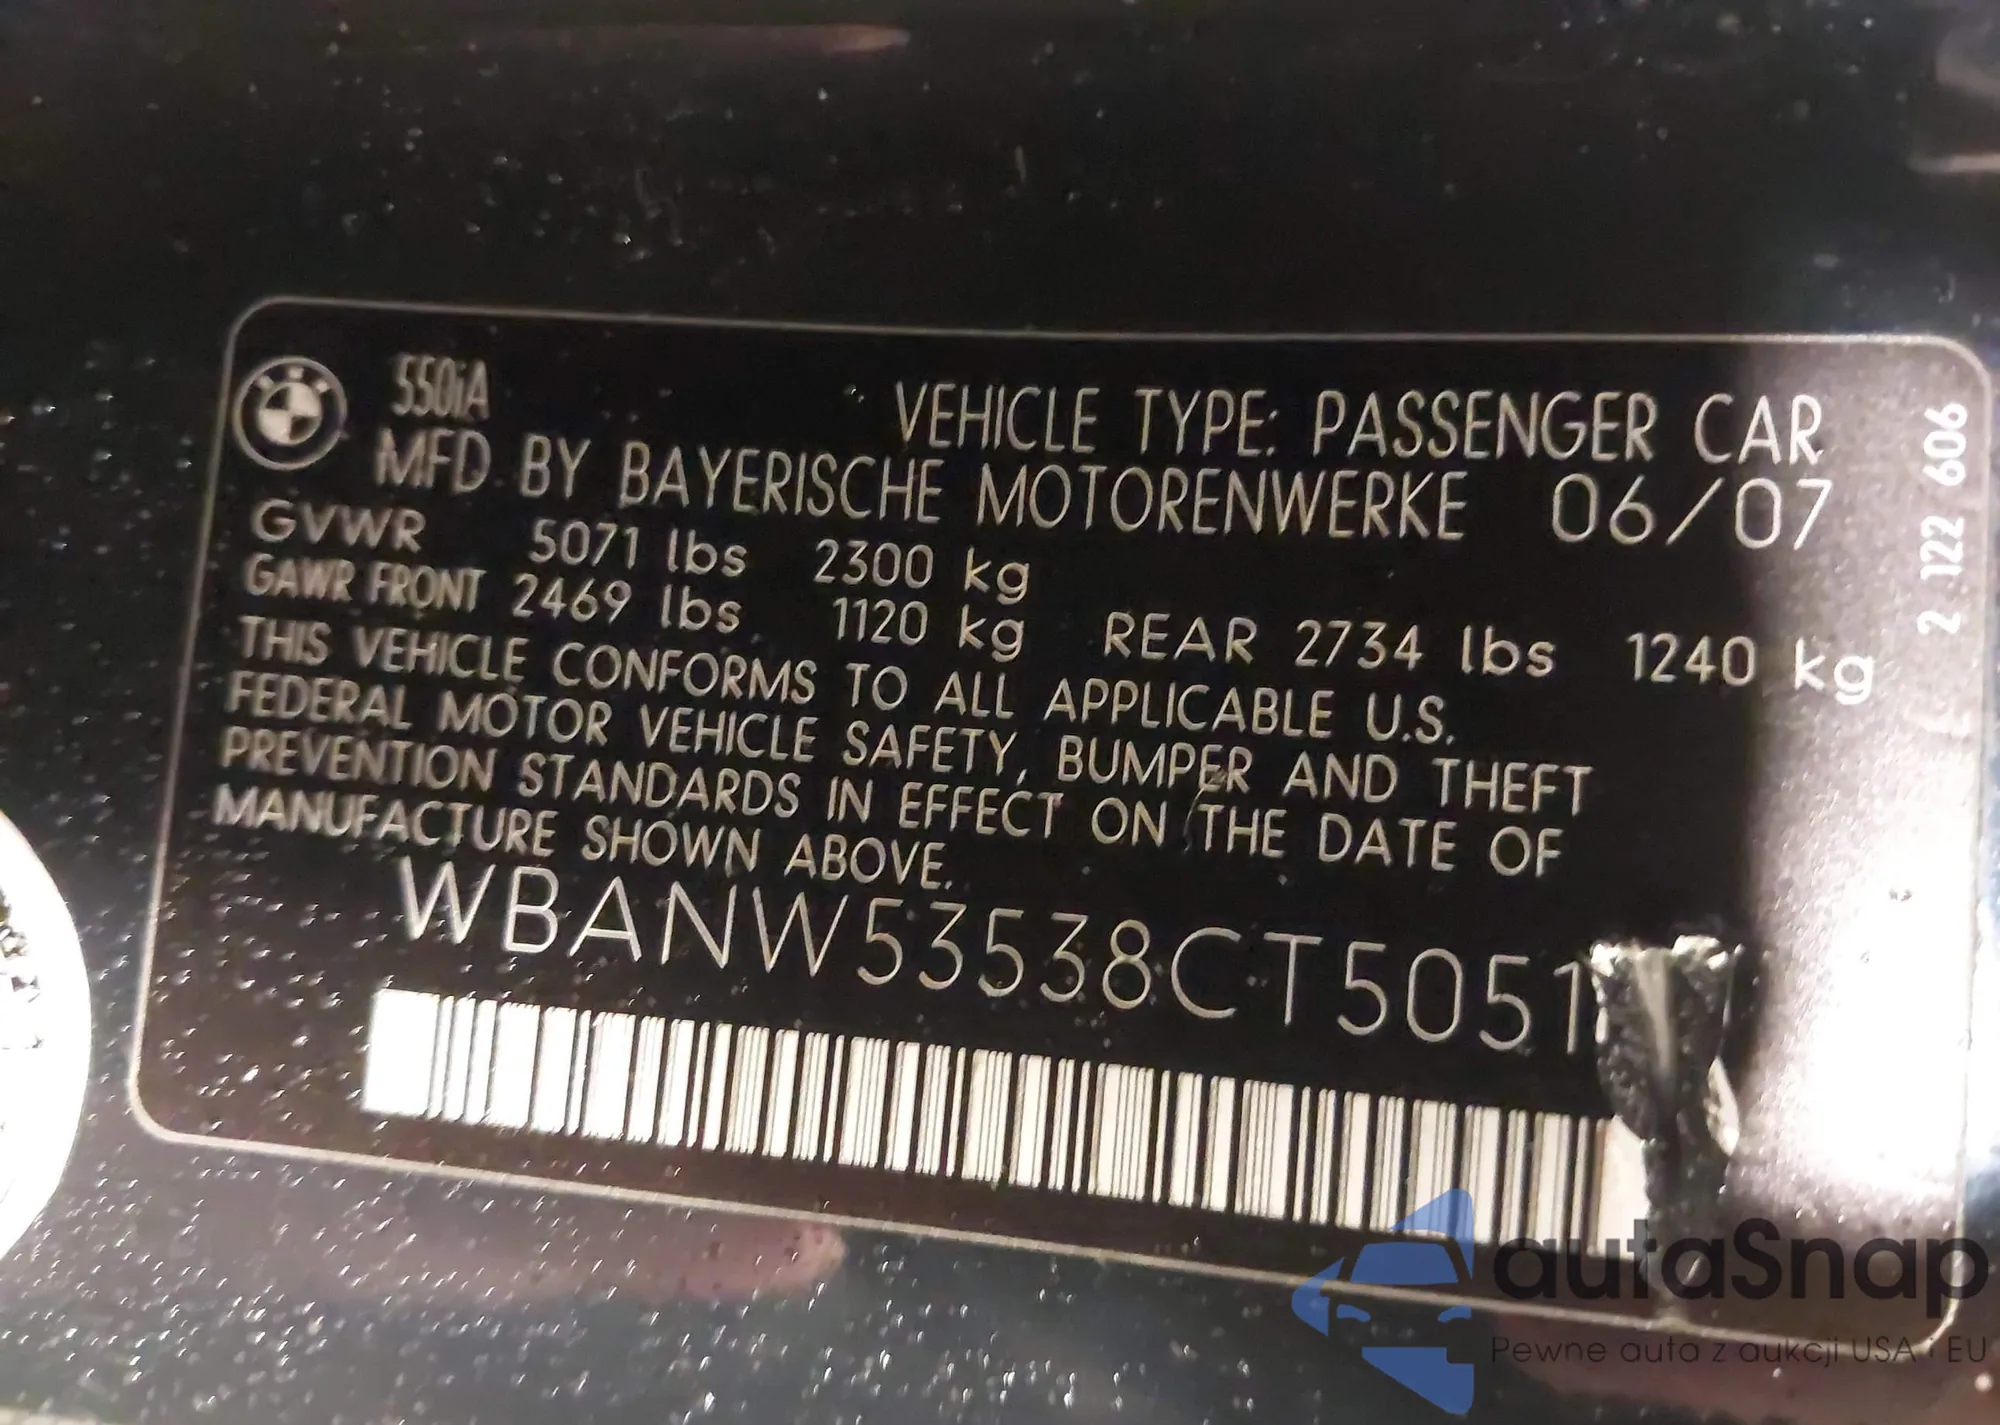 550iA
VEHICLE TYPE: PASSENGER CAR
MFD BY BAYERISCHE MOTORENWERKE 06/07
GVWR 5071 lbs 2300 kg
GAWR FRONT 2469 lbs 1120 kg REAR 2734 lbs 1240 kg
THIS VEHICLE CONFORMS TO ALL APPLICABLE U.S.
FEDERAL MOTOR VEHICLE SAFETY, BUMPER AND THEFT
PREVENTION STANDARDS IN EFFECT ON THE DATE OF
MANUFACTURE SHOWN ABOVE.
2 122 606
autaSnap
Pewne auta z aukcji USA i EU